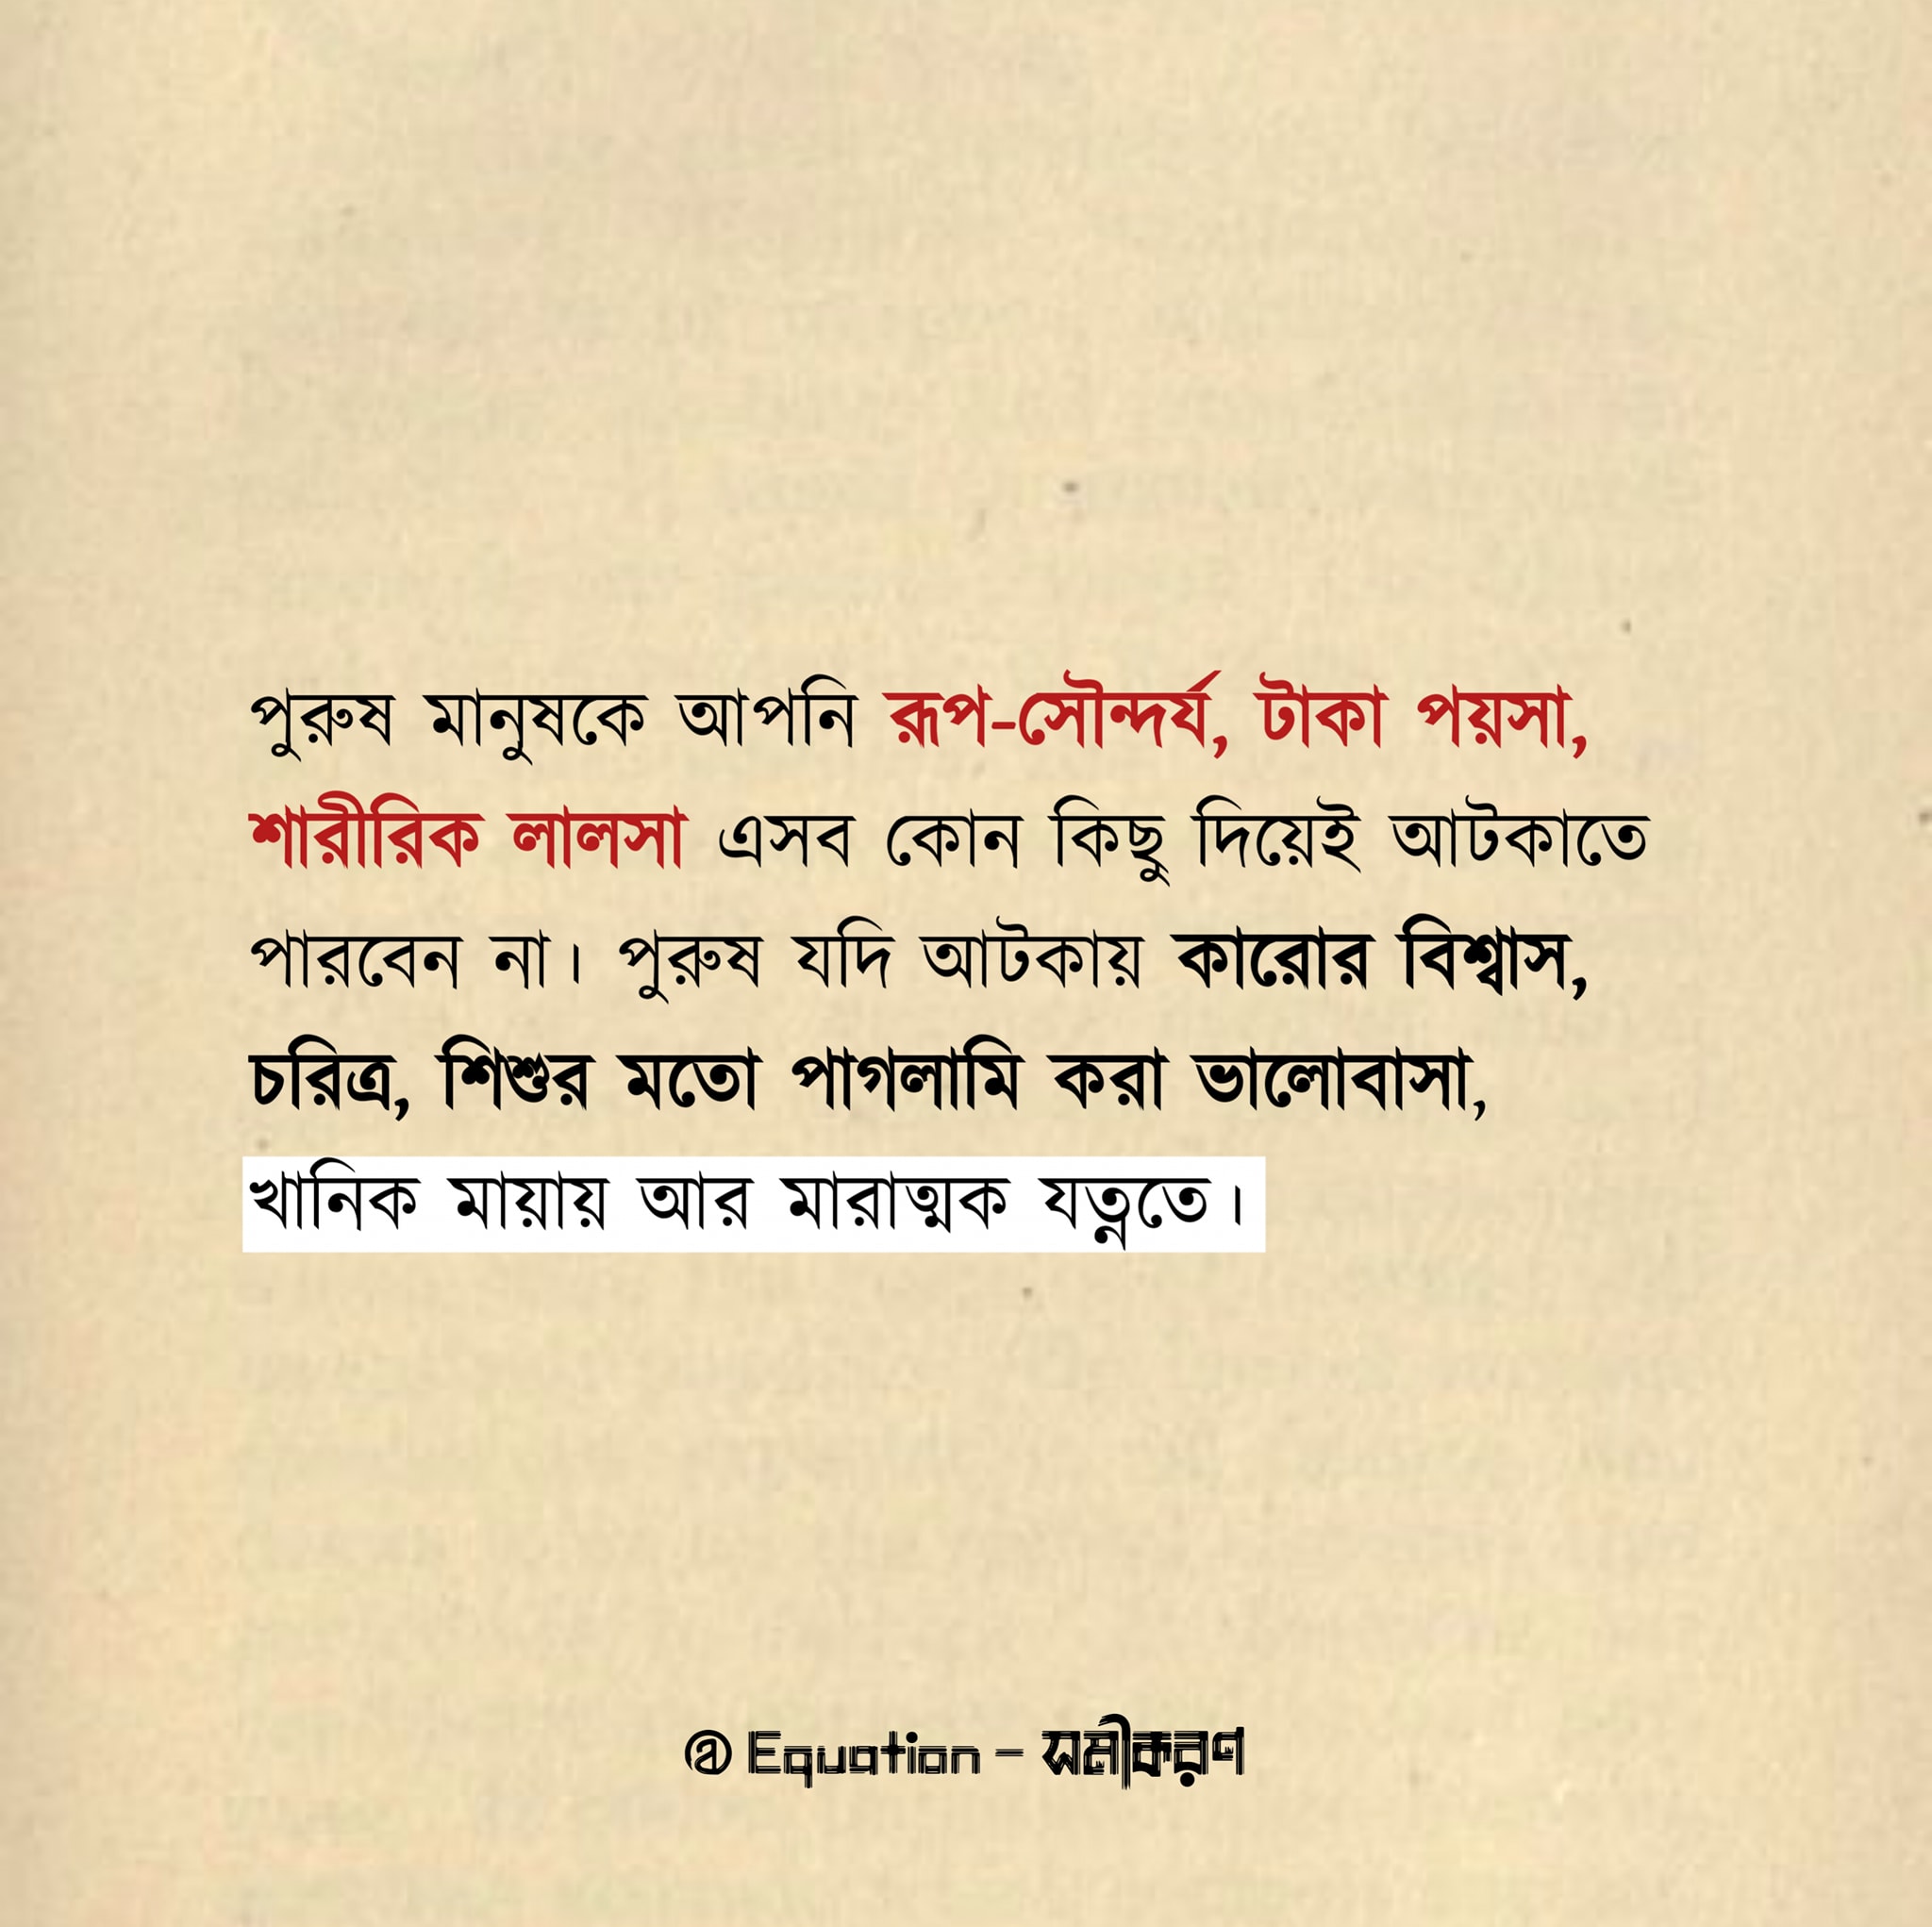 পুরুষ মানুষকে আপনি রূপ-সৌন্দর্য, টাকা পয়সা,
শারীরিক লালসা এসব কোন কিছু দিয়েই আটকাতে
পারবেন না। পুরুষ যদি আটকায় কারোর বিশ্বাস,
চরিত্র, শিশুর মতো পাগলামি করা ভালোবাসা,
খানিক মায়ায় আর মারাত্মক যত্নতে।
@ Equation - সমীকরণ